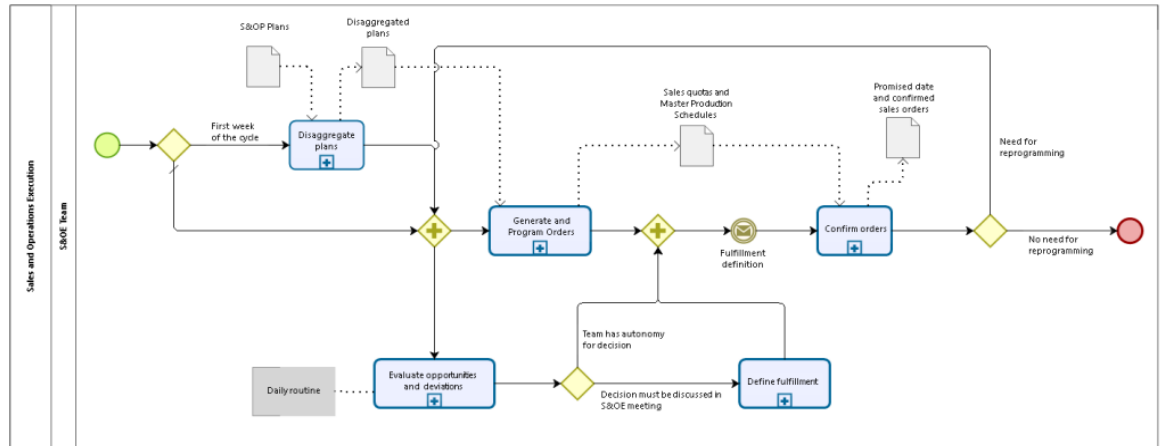 Sales and Operations Execution
S&OE Team
S&OP Plans
Disaggregated
plans
First week
of the cycle
Disaggregate
plans
Sales quotas and
Master Production
Schedules
Promised date
and confirmed
sales orders
Need for
reprogramming
Generate and
Program Orders
Fulfillment
definition
Confirm orders
No need for
reprogramming
Team has autonomy
for decision
Daily routine
Evaluate opportunities
and deviations
Decision must be discussed in
S&OE meeting
Define fulfillment